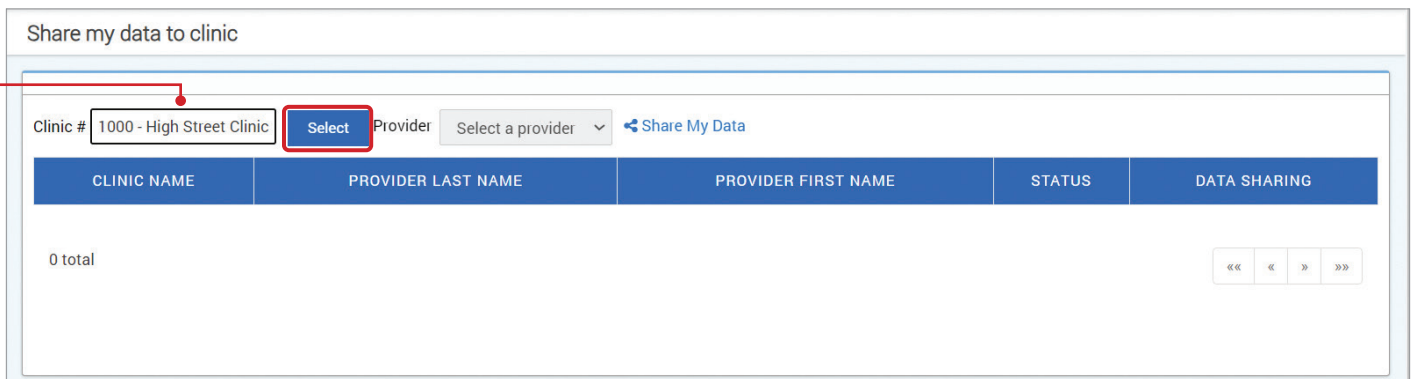 Share my data to clinic
Clinic # 1000 - High Street Clinic Select Provider Select a provider Share My Data
CLINIC NAME PROVIDER LAST NAME PROVIDER FIRST NAME STATUS DATA SHARING
0 total «« « » »»